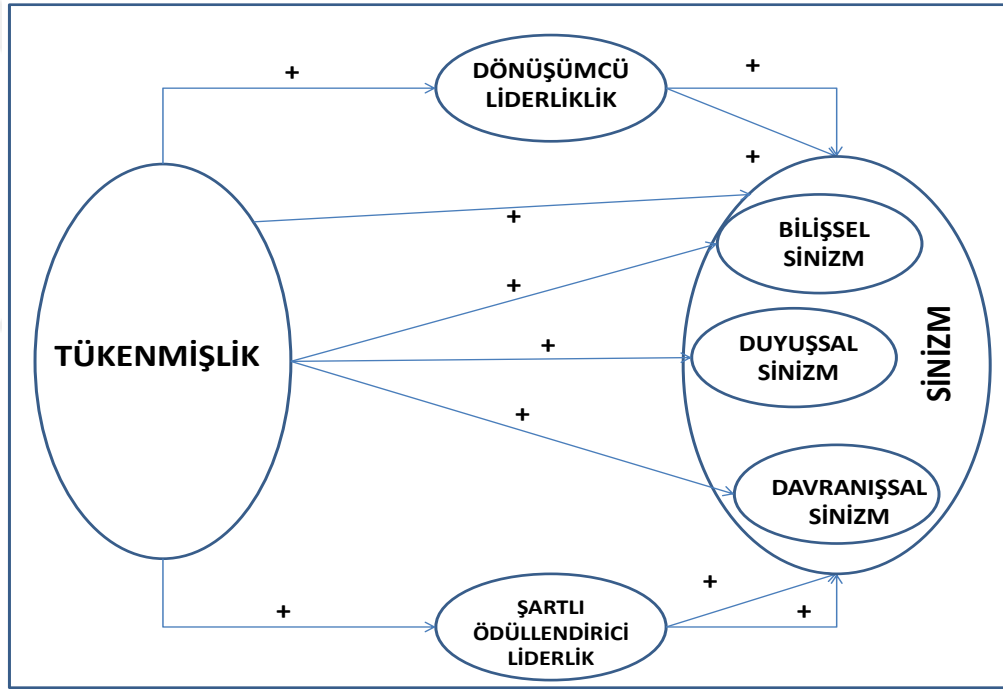 +
DÖNÜŞÜMCÜ
LİDERLİKLİK
+
+
+
BİLİŞSEL
SİNİZM
+
TÜKENMİŞLİK
+
DUYUŞSAL
SİNİZM
SİNİZM
+
DAVRANIŞSAL
SİNİZM
+
+
ŞARTLI
ÖDÜLLENDİRİCİ
LİDERLİK
+